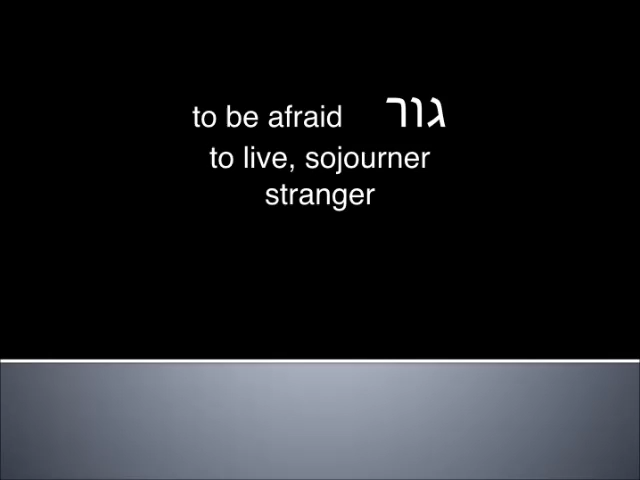 to be afraid גור
to live, sojourner
stranger